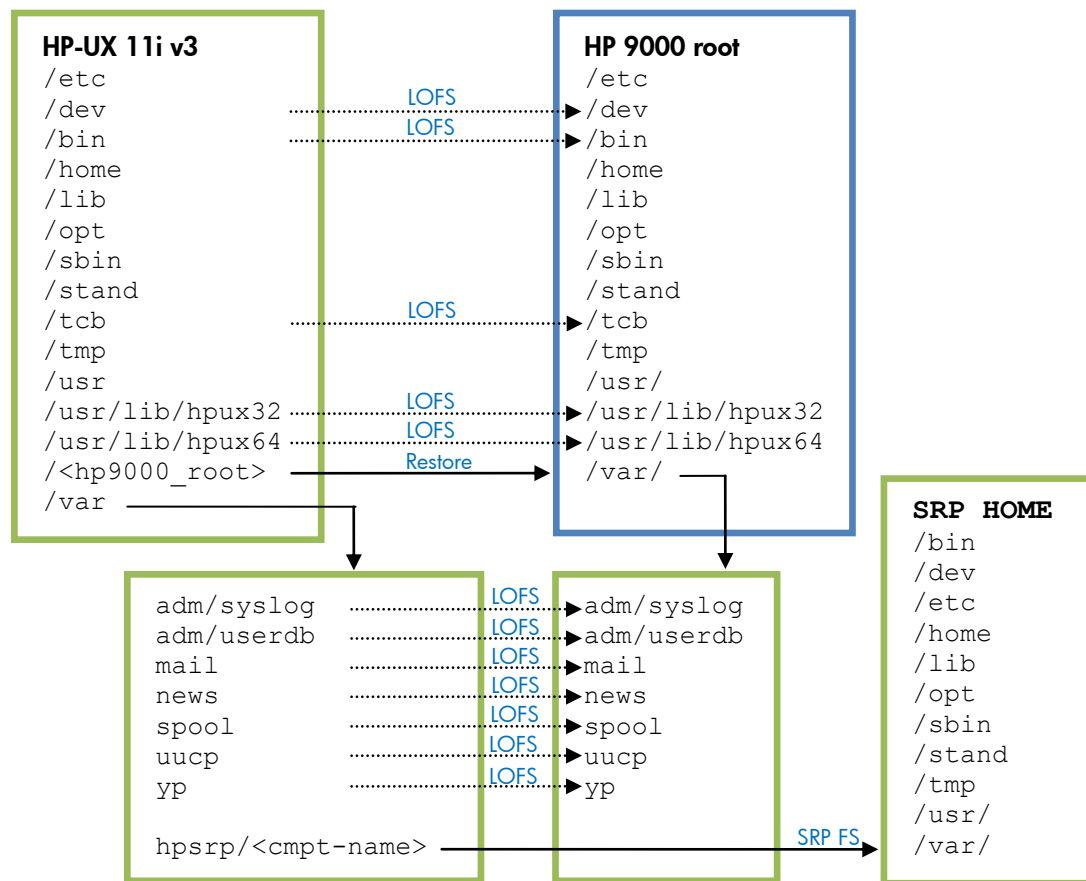 HP-UX 11i v3
/etc
/dev
/bin
/home
/lib
/opt
/sbin
/stand
/tcb
/tmp
/usr
/usr/lib/hpux32
/usr/lib/hpux64
/<hp9000_root>
/var
LOFS
LOFS
LOFS
LOFS
LOFS
Restore
HP 9000 root
/etc
/dev
/bin
/home
/lib
/opt
/sbin
/stand
/tcb
/tmp
/usr/
/usr/lib/hpux32
/usr/lib/hpux64
/var/
adm/syslog
adm/userdb
mail
news
spool
uucp
yp
hpsrp/<cmpt-name>
LOFS
LOFS
LOFS
LOFS
LOFS
LOFS
LOFS
adm/syslog
adm/userdb
mail
news
spool
uucp
yp
SRP FS
SRP HOME
/bin
/dev
/etc
/home
/lib
/opt
/sbin
/stand
/tmp
/usr/
/var/